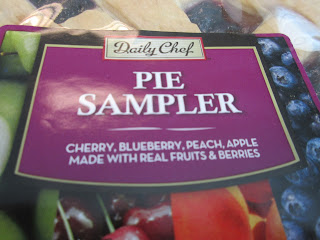 Daily Chef
PIE
SAMPLER
CHERRY, BLUEBERRY, PEACH, APPLE
MADE WITH REAL FRUITS & BERRIES